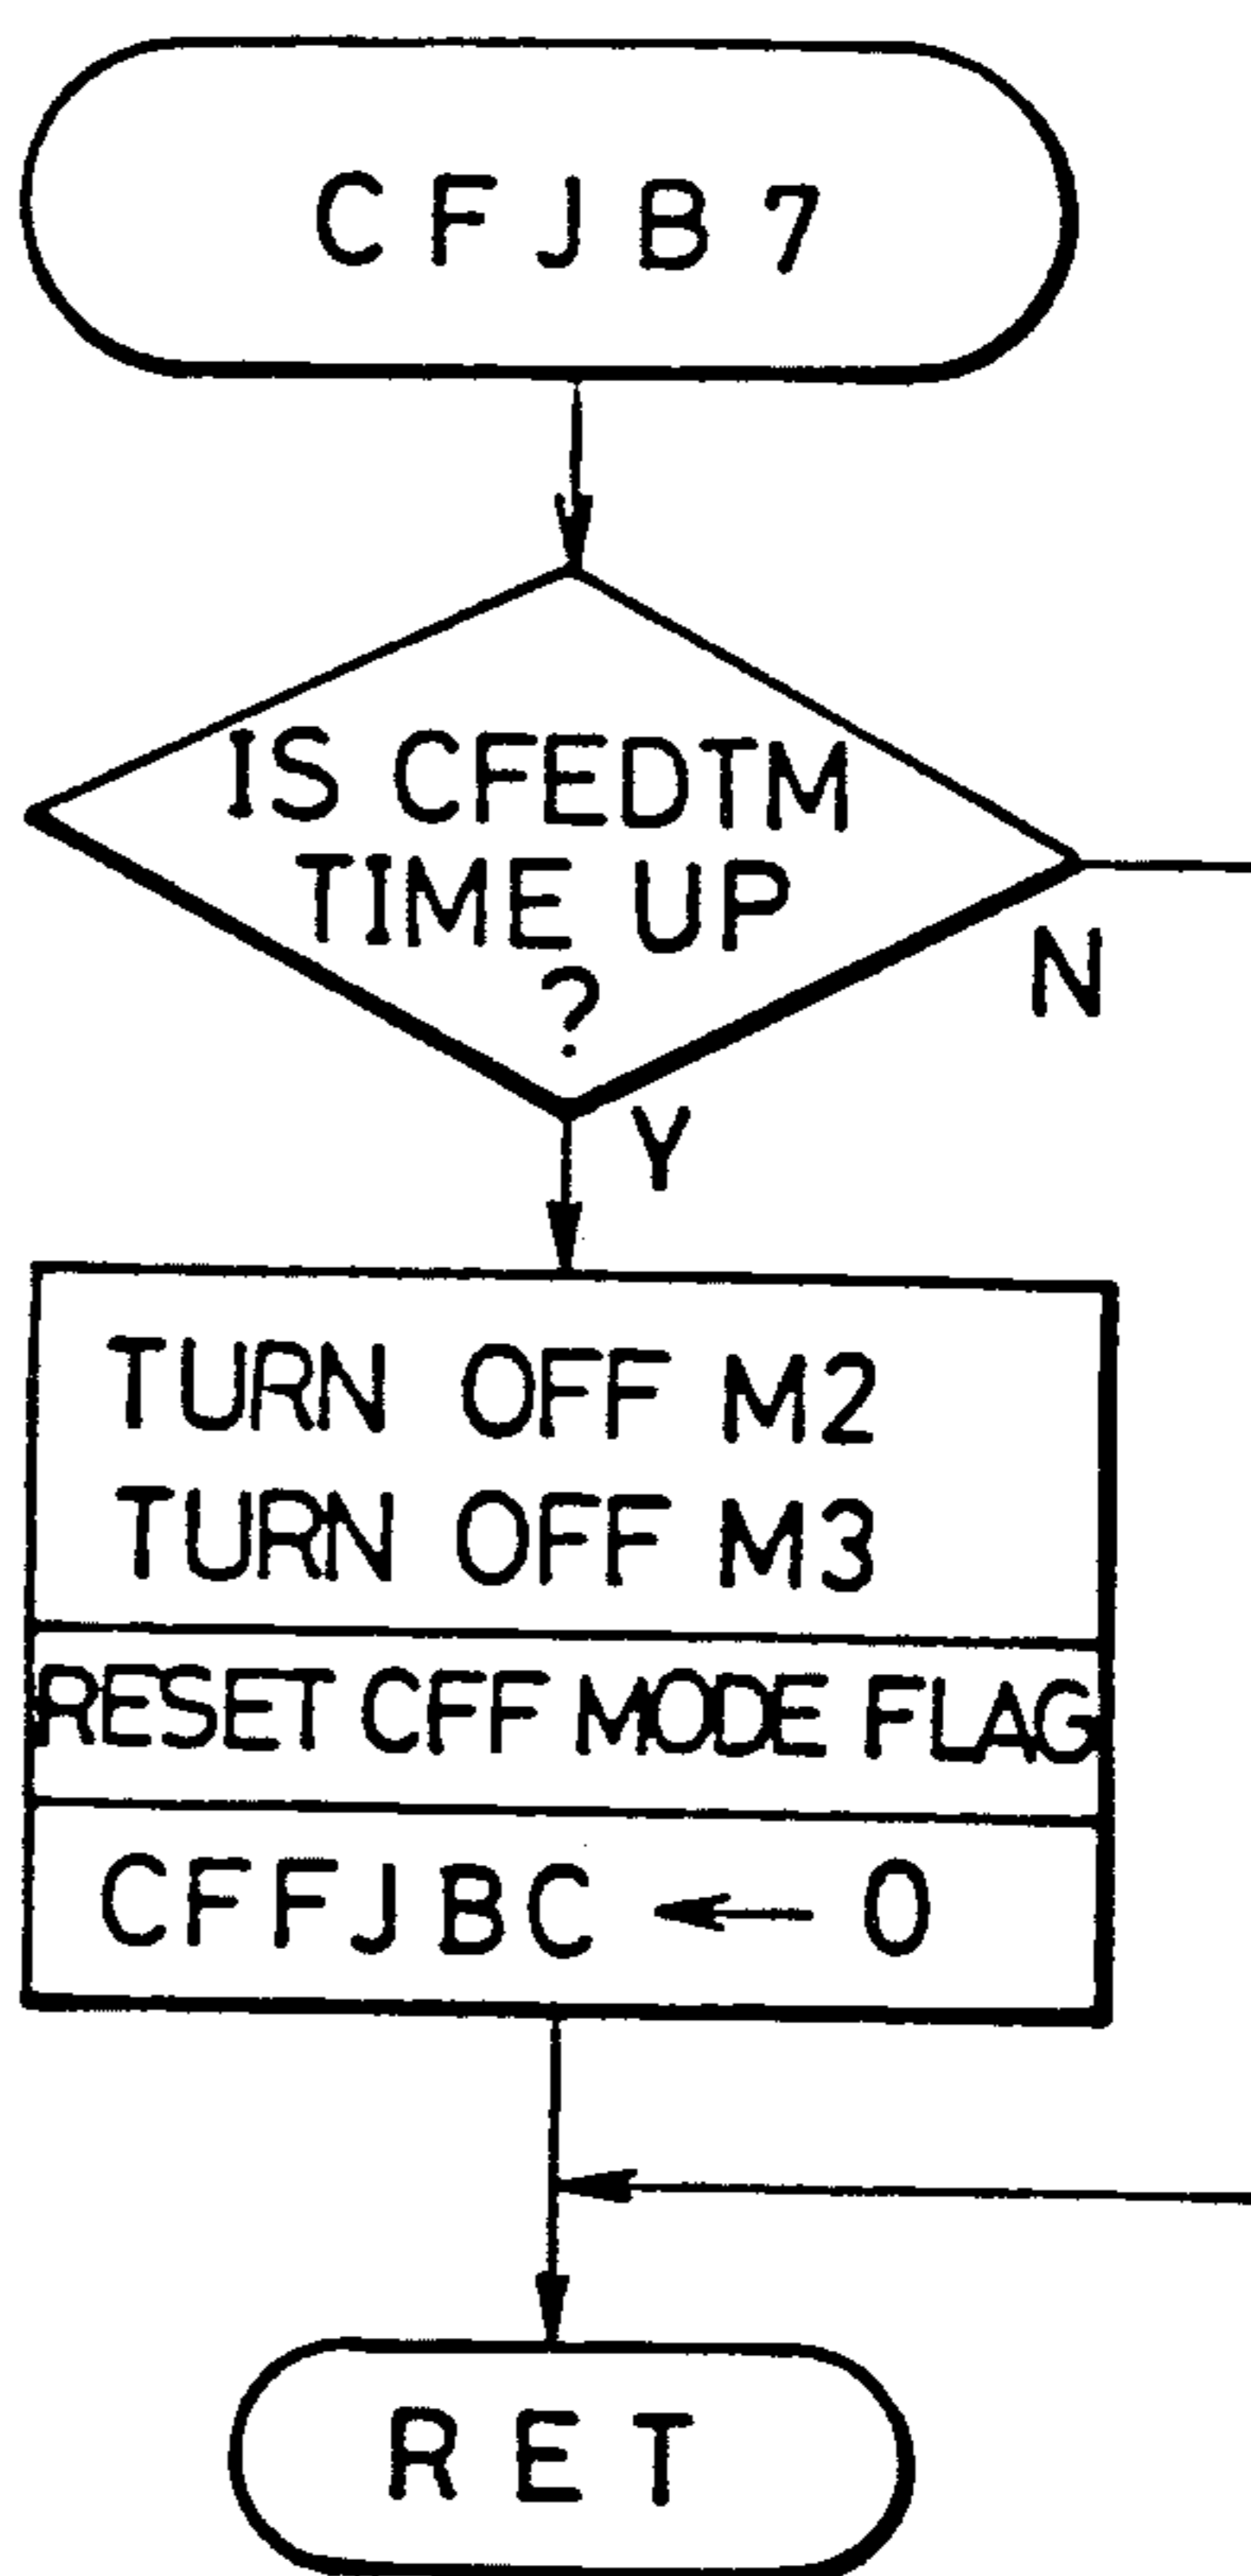 CFJB7
IS CFEDTM
TIME UP
?
N
Y
TURN OFF M2
TURN OFF M3
RESET CFF MODE FLAG
CFFJBC ← 0
RET